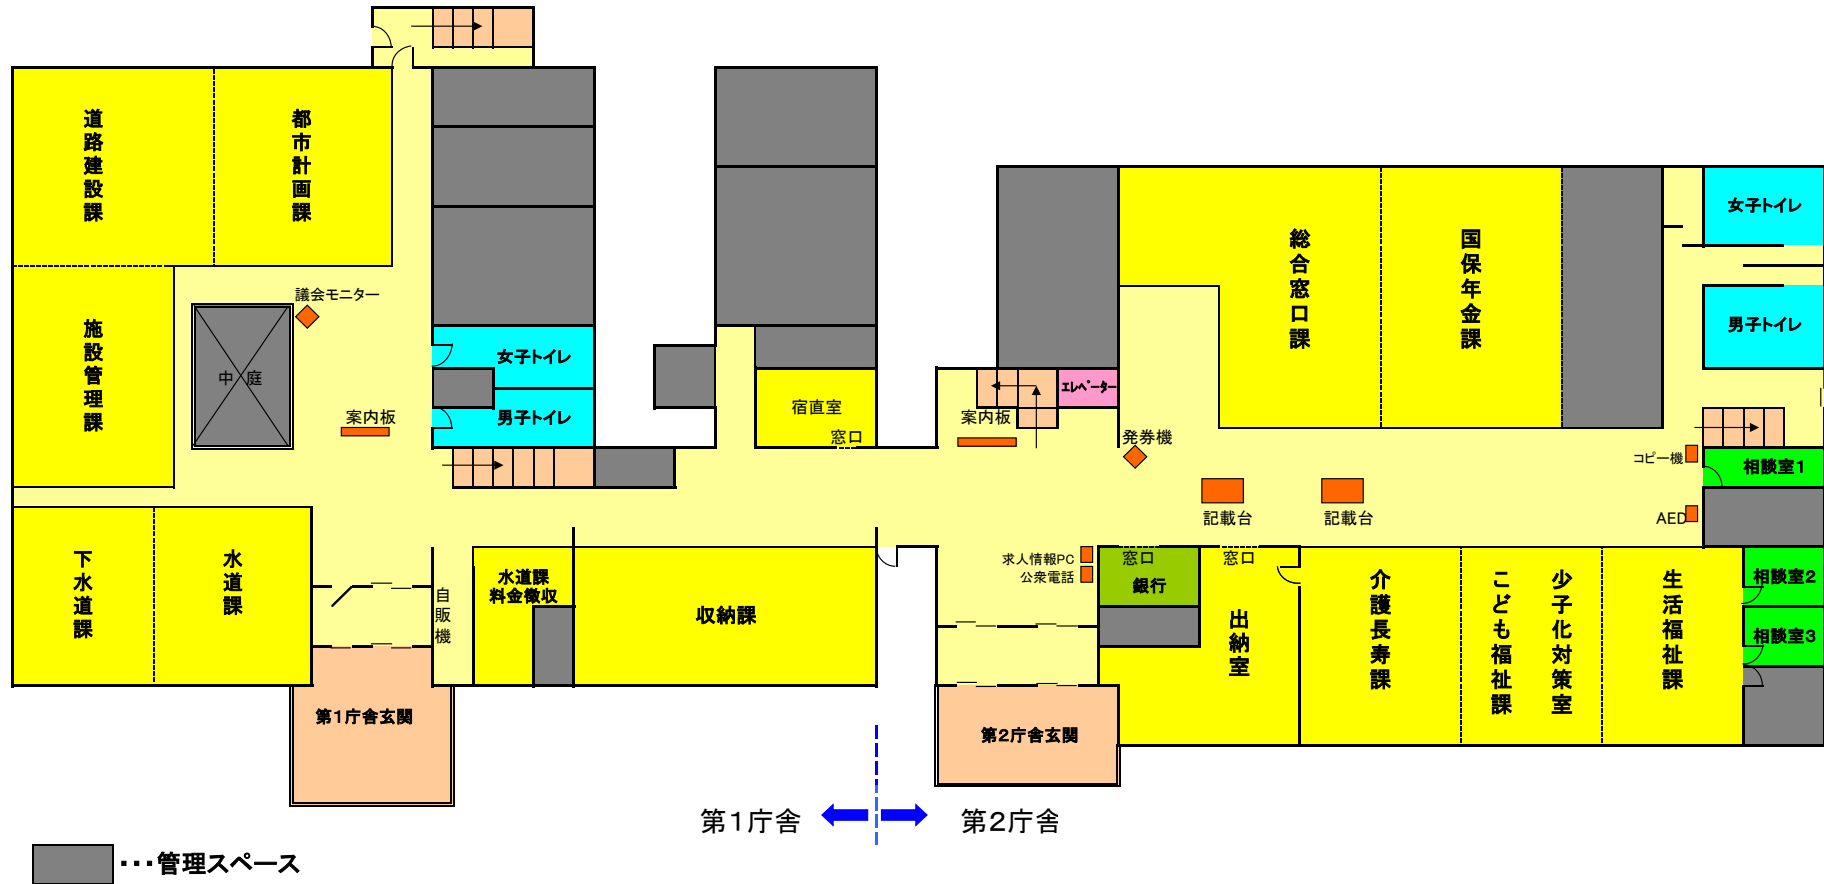 道路建設課
都市計画課
施設管理課
議会モニター
中庭
案内板
女子トイレ
男子トイレ
下水道課
水道課
自販機
水道課
料金徴収
収納課
第1庁舎玄関
宿直室
窓口
案内板
エレベーター
発券機
総合窓口課
国保年金課
女子トイレ
男子トイレ
コピー機
相談室1
記載台
記載台
AED
求人情報PC
公衆電話
窓口
銀行
窓口
出納室
介護長寿課
こども福祉課
少子化対策室
生活福祉課
相談室2
相談室3
第2庁舎玄関
第1庁舎
第2庁舎
・・・管理スペース